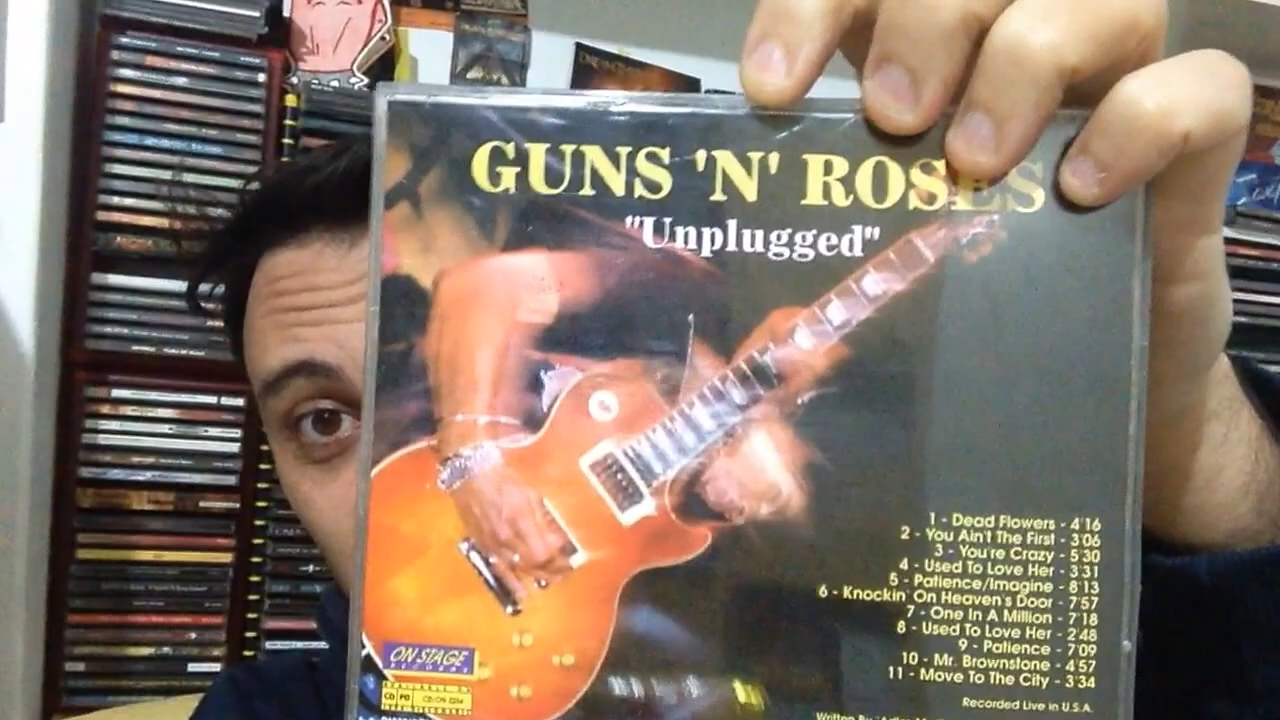 GUNS 'N' ROSES
"Unplugged"
1 - Dead Flowers - 4'16
2 - You Ain't The First - 3'06
3 - You're Crazy - 5'30
4 - Used To Love Her - 3'31
5 - Patience/Imagine - 8'13
6 - Knockin' On Heaven's Door - 7'57
7 - One In A Million - 7'18
8 - Used To Love Her - 2'48
9 - Patience - 7'09
10 - Mr. Brownstone - 4'57
11 - Move To The City - 3'34
Recorded Live in U.S.A.
ON STAGE
RECORDS
Written By